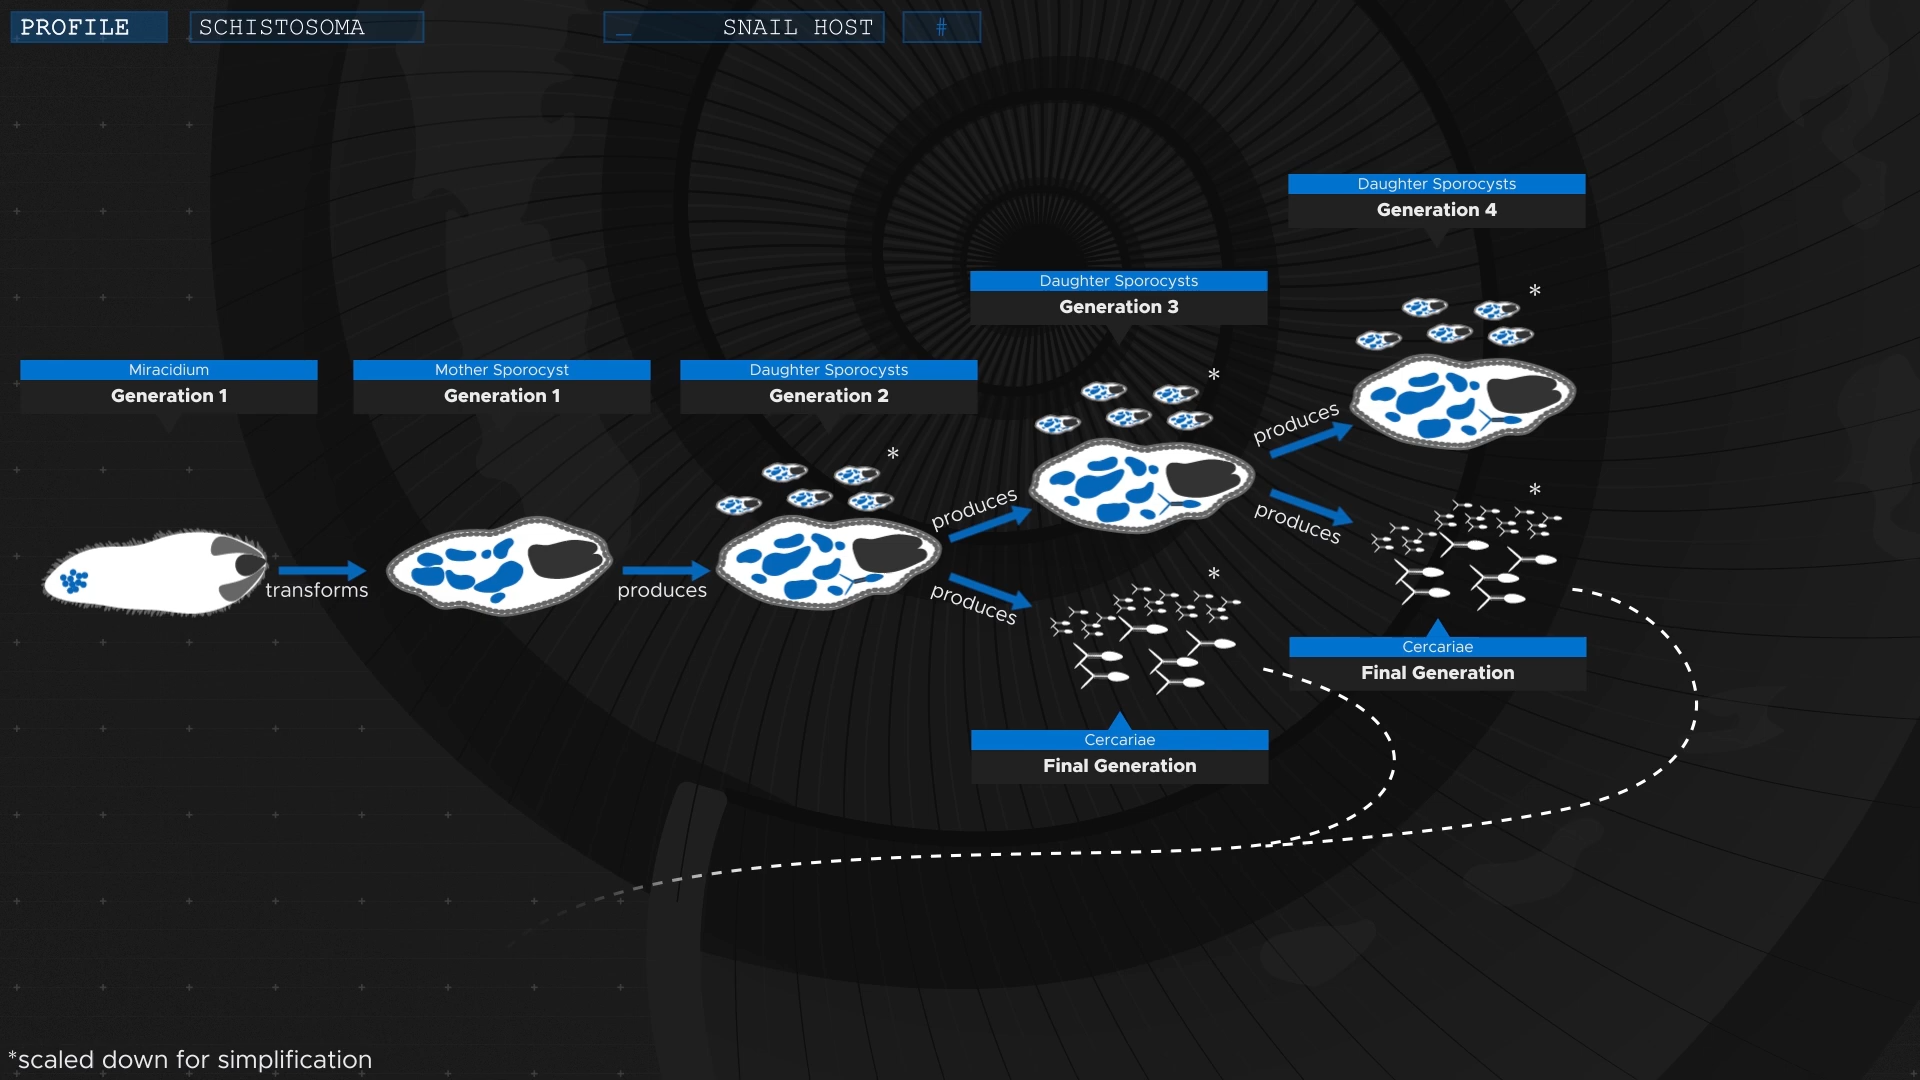 PROFILE
SCHISTOSOMA
_ SNAIL HOST
#
Miracidium
Generation 1
transforms
Mother Sporocyst
Generation 1
produces
Daughter Sporocysts
Generation 2
*
produces
produces
Daughter Sporocysts
Generation 3
*
*
Cercariae
Final Generation
produces
produces
Daughter Sporocysts
Generation 4
*
*
Cercariae
Final Generation
*scaled down for simplification